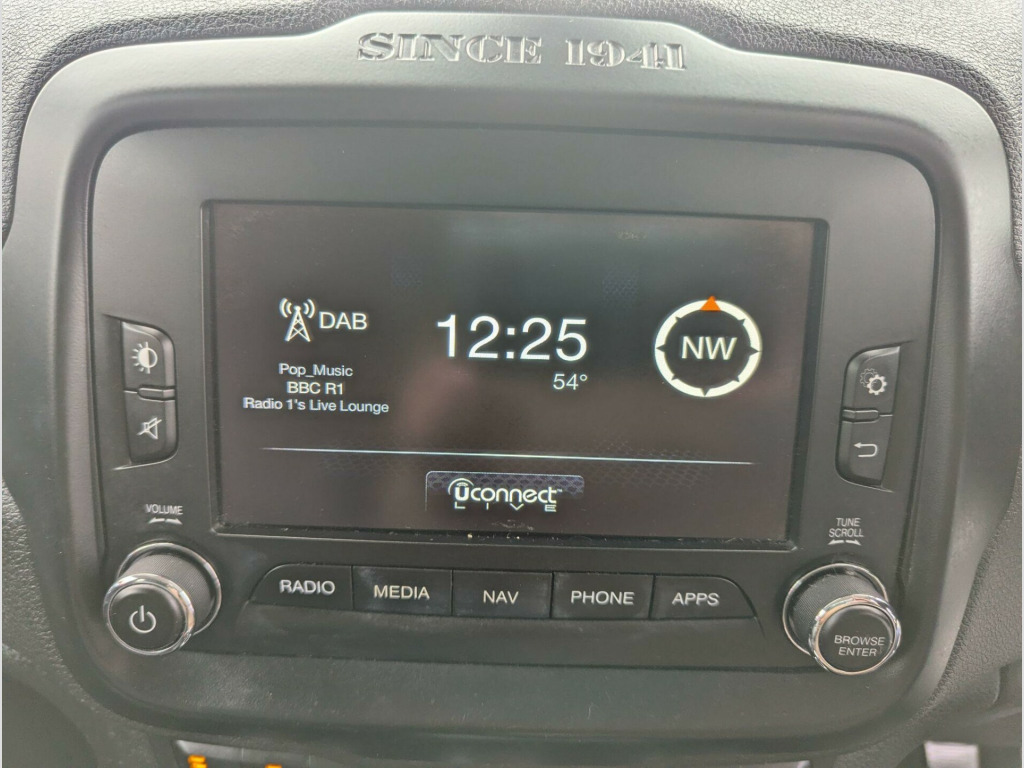 SINCE 1941
DAB
12:25
54°
NW
Pop_Music
BBC R1
Radio 1's Live Lounge
uconnect™
LIVE
VOLUME
TUNE
SCROLL
RADIO
MEDIA
NAV
PHONE
APPS
BROWSE
ENTER